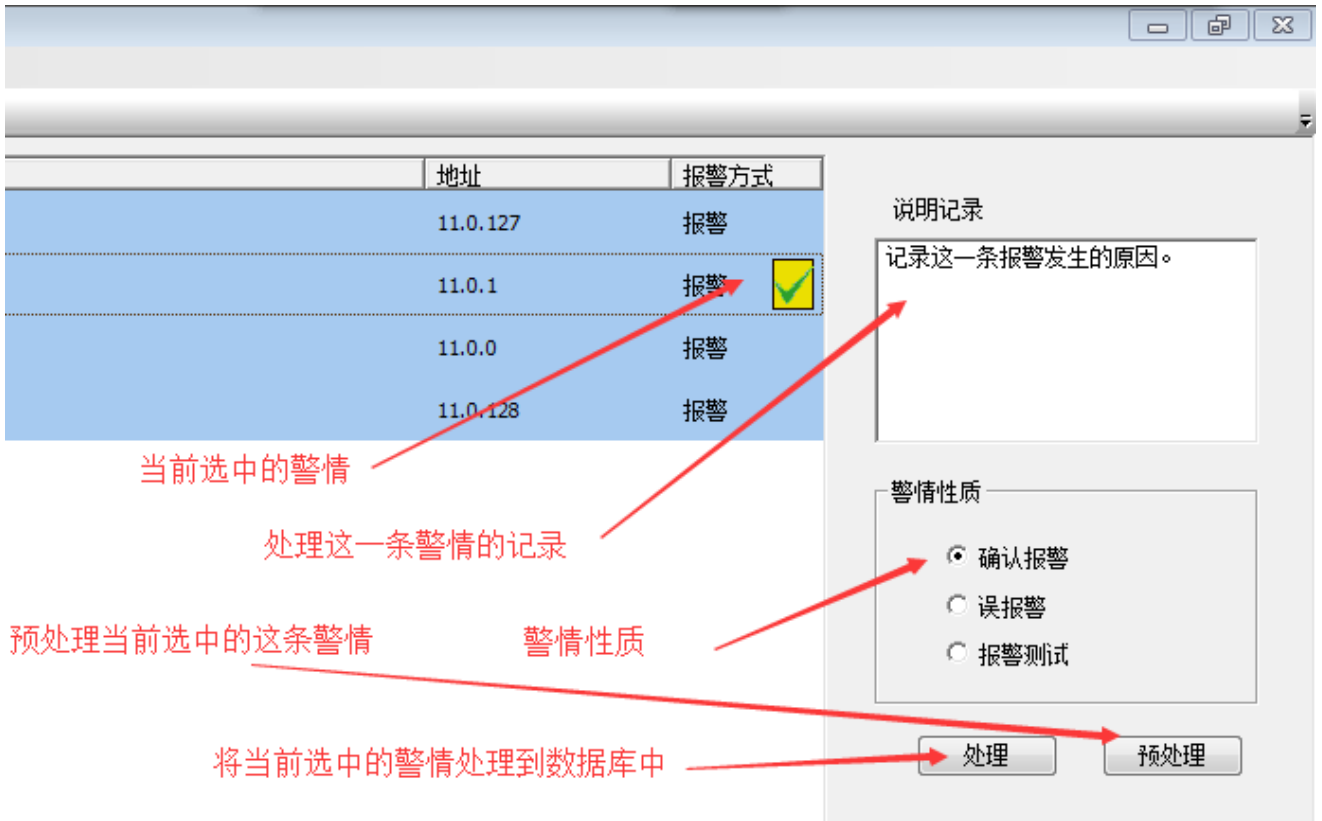 地址 报警方式
11.0.127 报警
11.0.1 报警
11.0.0 报警
11.0.128 报警
说明记录
记录这一条报警发生的原因。
当前选中的警情
处理这一条警情的记录
警情性质
确认报警
误报警
报警测试
预处理当前选中的这条警情
警情性质
将当前选中的警情处理到数据库中
处理 预处理